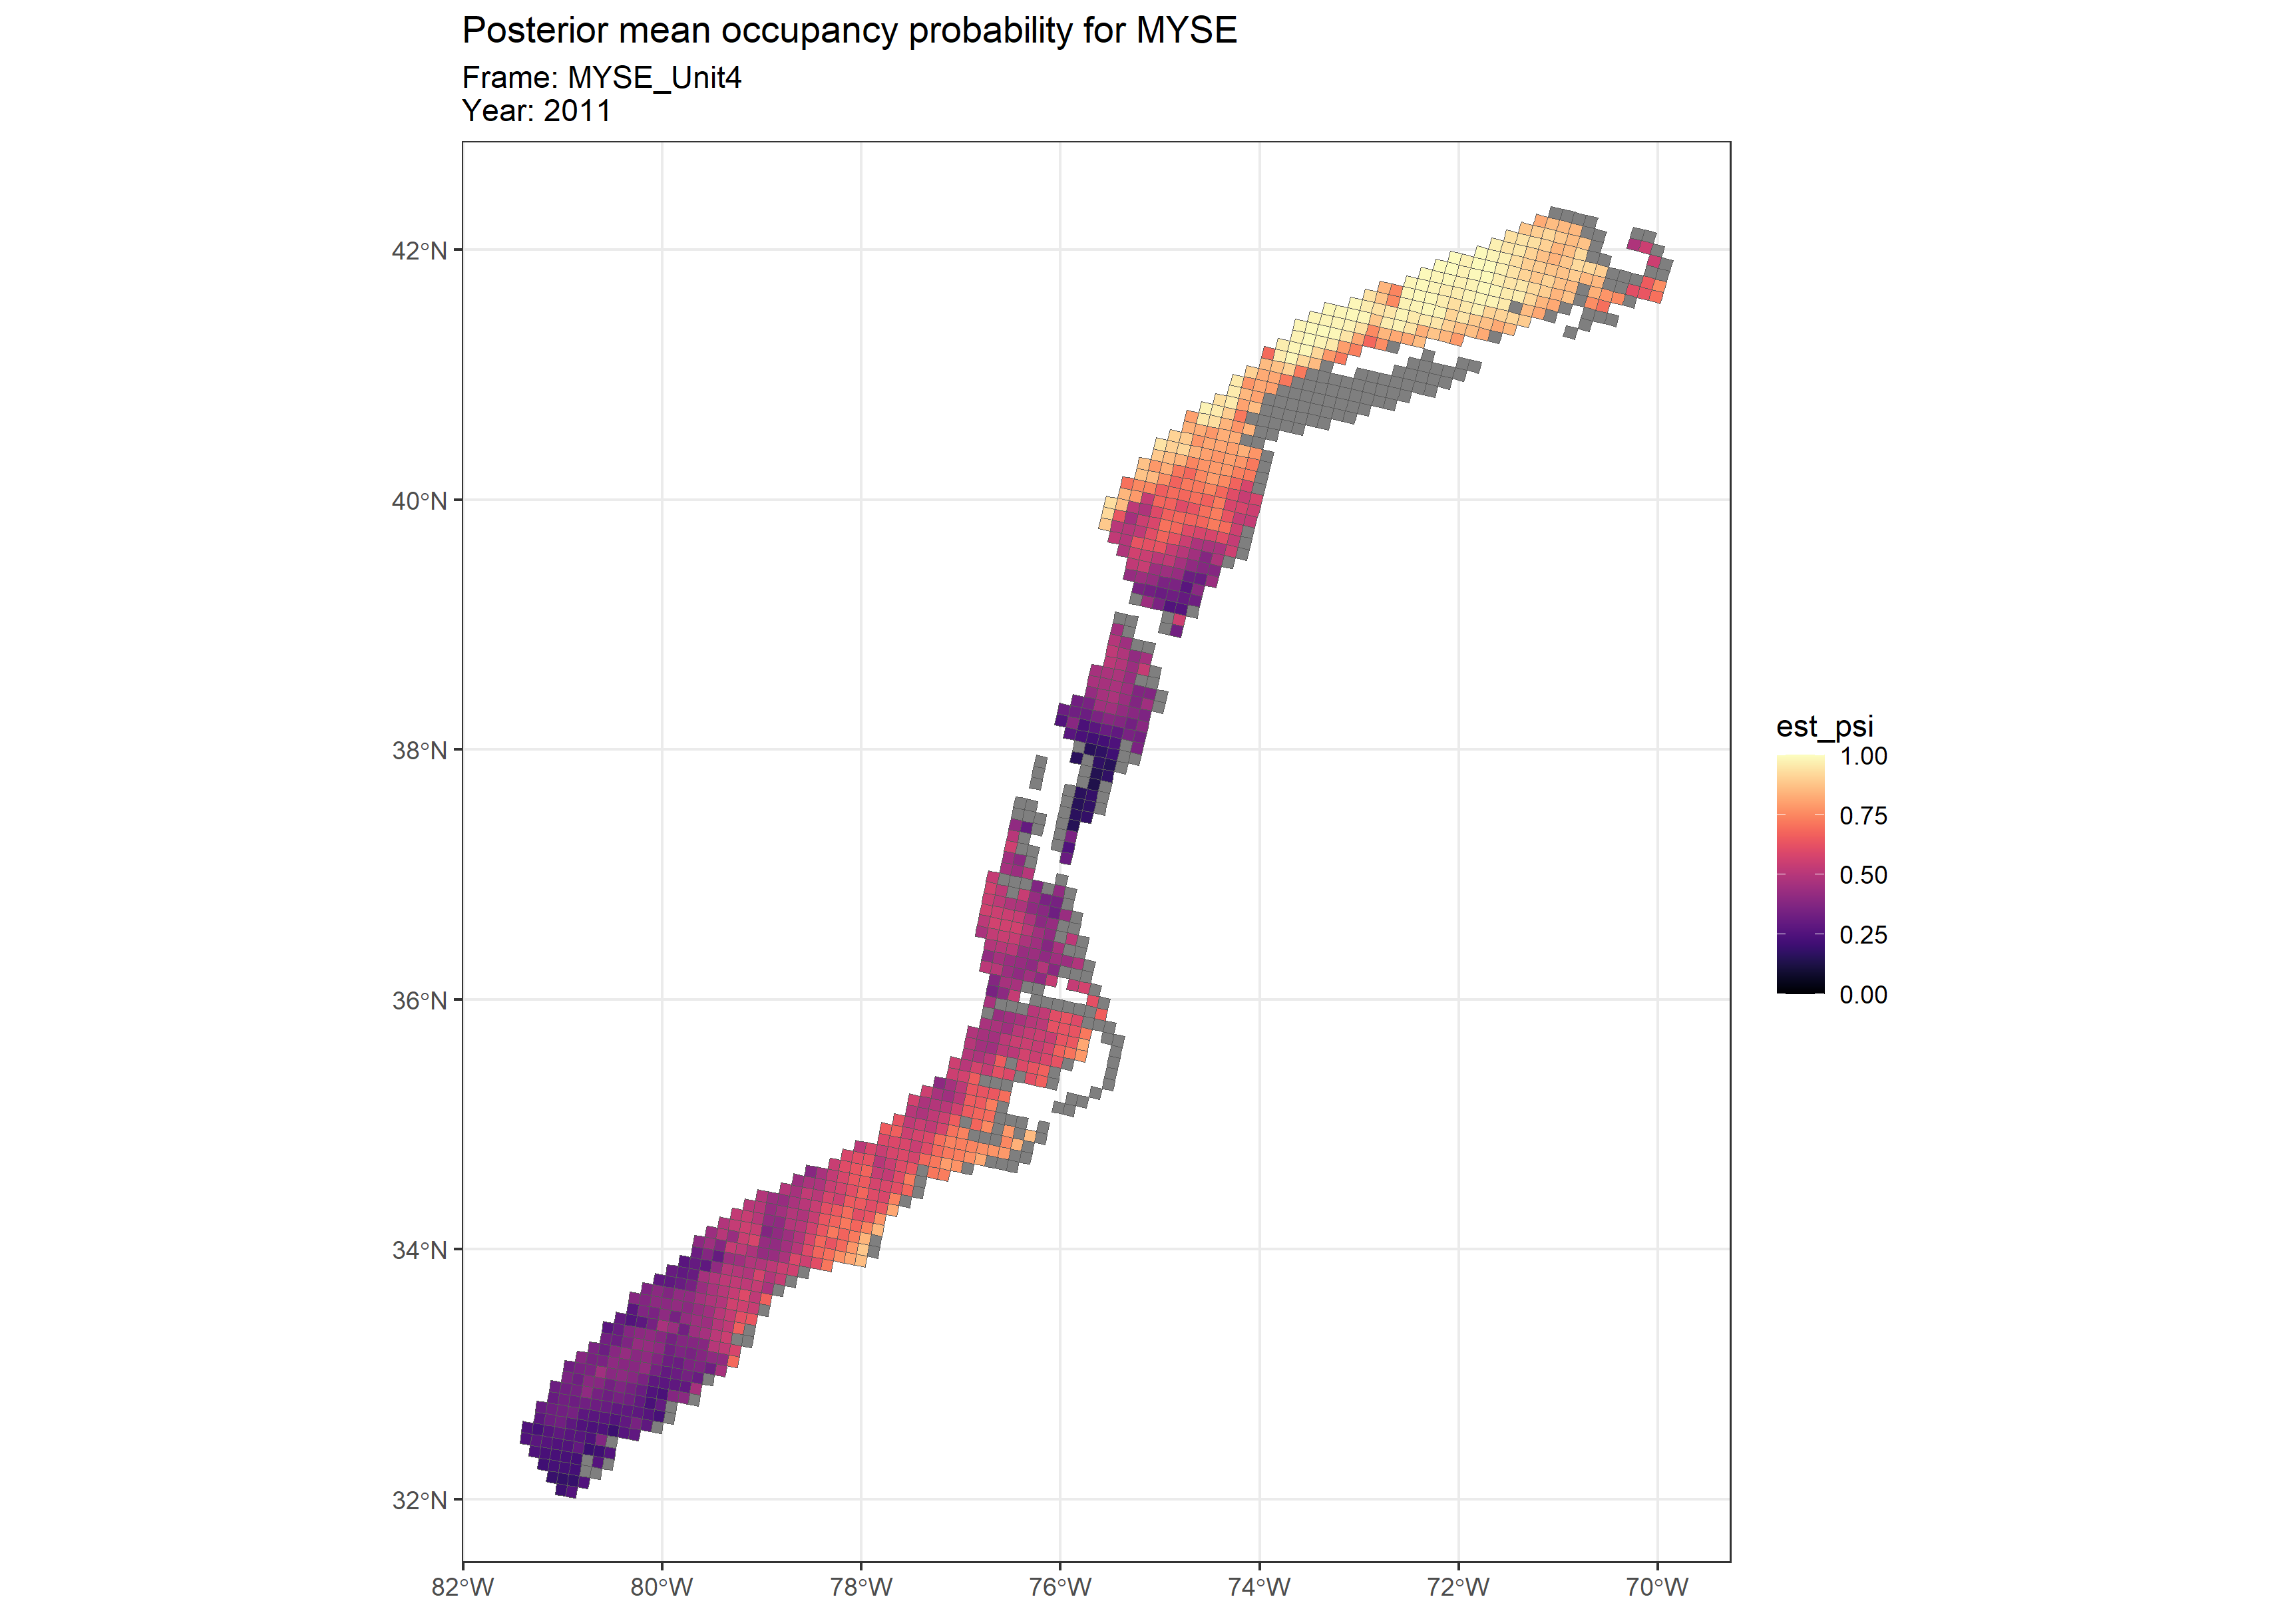 Posterior mean occupancy probability for MYSE
Frame: MYSE_Unit4
Year: 2011
42°N
40°N
38°N
36°N
34°N
32°N
82°W
80°W
78°W
76°W
74°W
72°W
70°W
est_psi
1.00
0.75
0.50
0.25
0.00